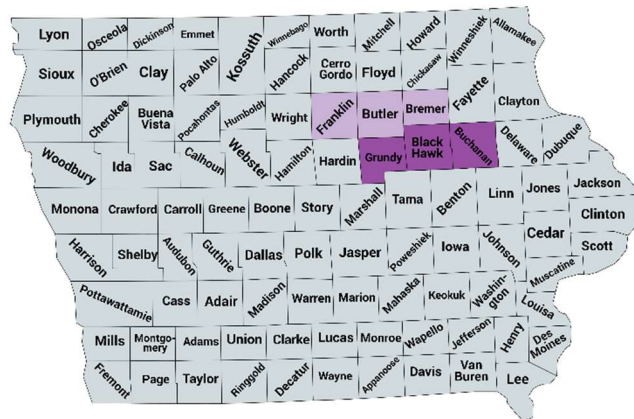 Lyon
Osceola
Dickinson
Emmet
Kossuth
Winnebago
Worth
Mitchell
Howard
Winneshiek
Allamakee
Sioux
O'Brien
Clay
Palo Alto
Hancock
Cerro
Gordo
Floyd
Chickasaw
Fayette
Clayton
Plymouth
Cherokee
Buena
Vista
Pocahontas
Humboldt
Wright
Franklin
Butler
Bremer
Woodbury
Ida
Sac
Calhoun
Webster
Hamilton
Hardin
Grundy
Black
Hawk
Buchanan
Delaware
Dubuque
Monona
Crawford
Carroll
Greene
Boone
Story
Marshall
Tama
Benton
Linn
Jones
Jackson
Clinton
Harrison
Shelby
Audubon
Guthrie
Dallas
Polk
Jasper
Poweshiek
Iowa
Johnson
Cedar
Scott
Muscatine
Pottawattamie
Cass
Adair
Madison
Warren
Marion
Mahaska
Keokuk
Washin-
gton
Louisa
Mills
Montgo-
mery
Adams
Union
Clarke
Lucas
Monroe
Wapello
Jefferson
Henry
Des
Moines
Fremont
Page
Taylor
Ringgold
Decatur
Wayne
Appanoose
Davis
Van
Buren
Lee